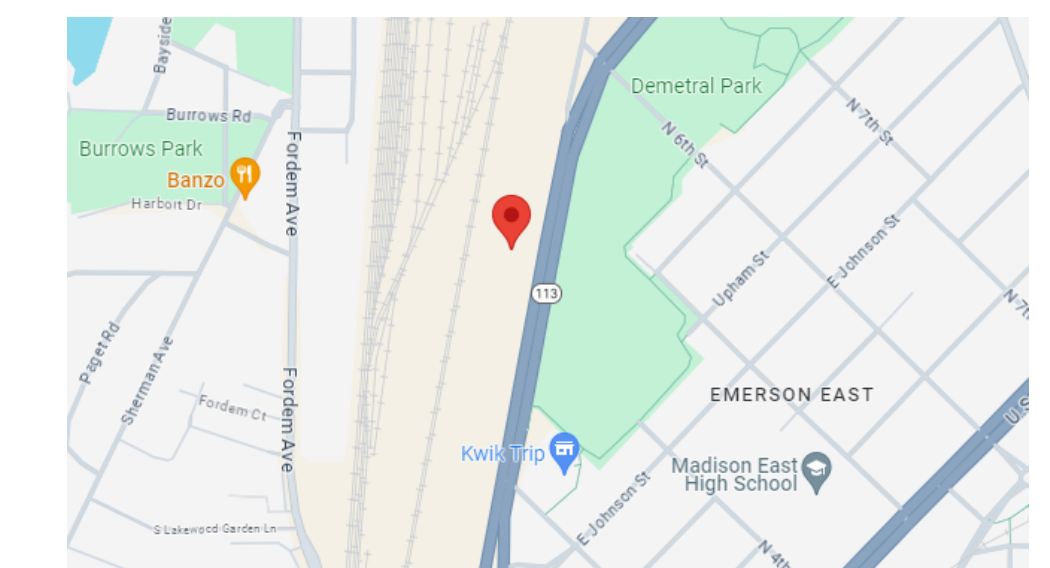 Bayside
Demetral Park
Burrows Rd
N 7th St
N 6th St
Burrows Park
Fordem Ave
Banzo
Harbort Dr
E Johnson St
Upham St
113
N 7th
Paget Rd
Sherman Ave
Fordem Ct
Fordem Ave
EMERSON EAST
U.S
Kwik Trip
Madison East
High School
E Johnson St
S Lakewood Garden Ln
N 4th